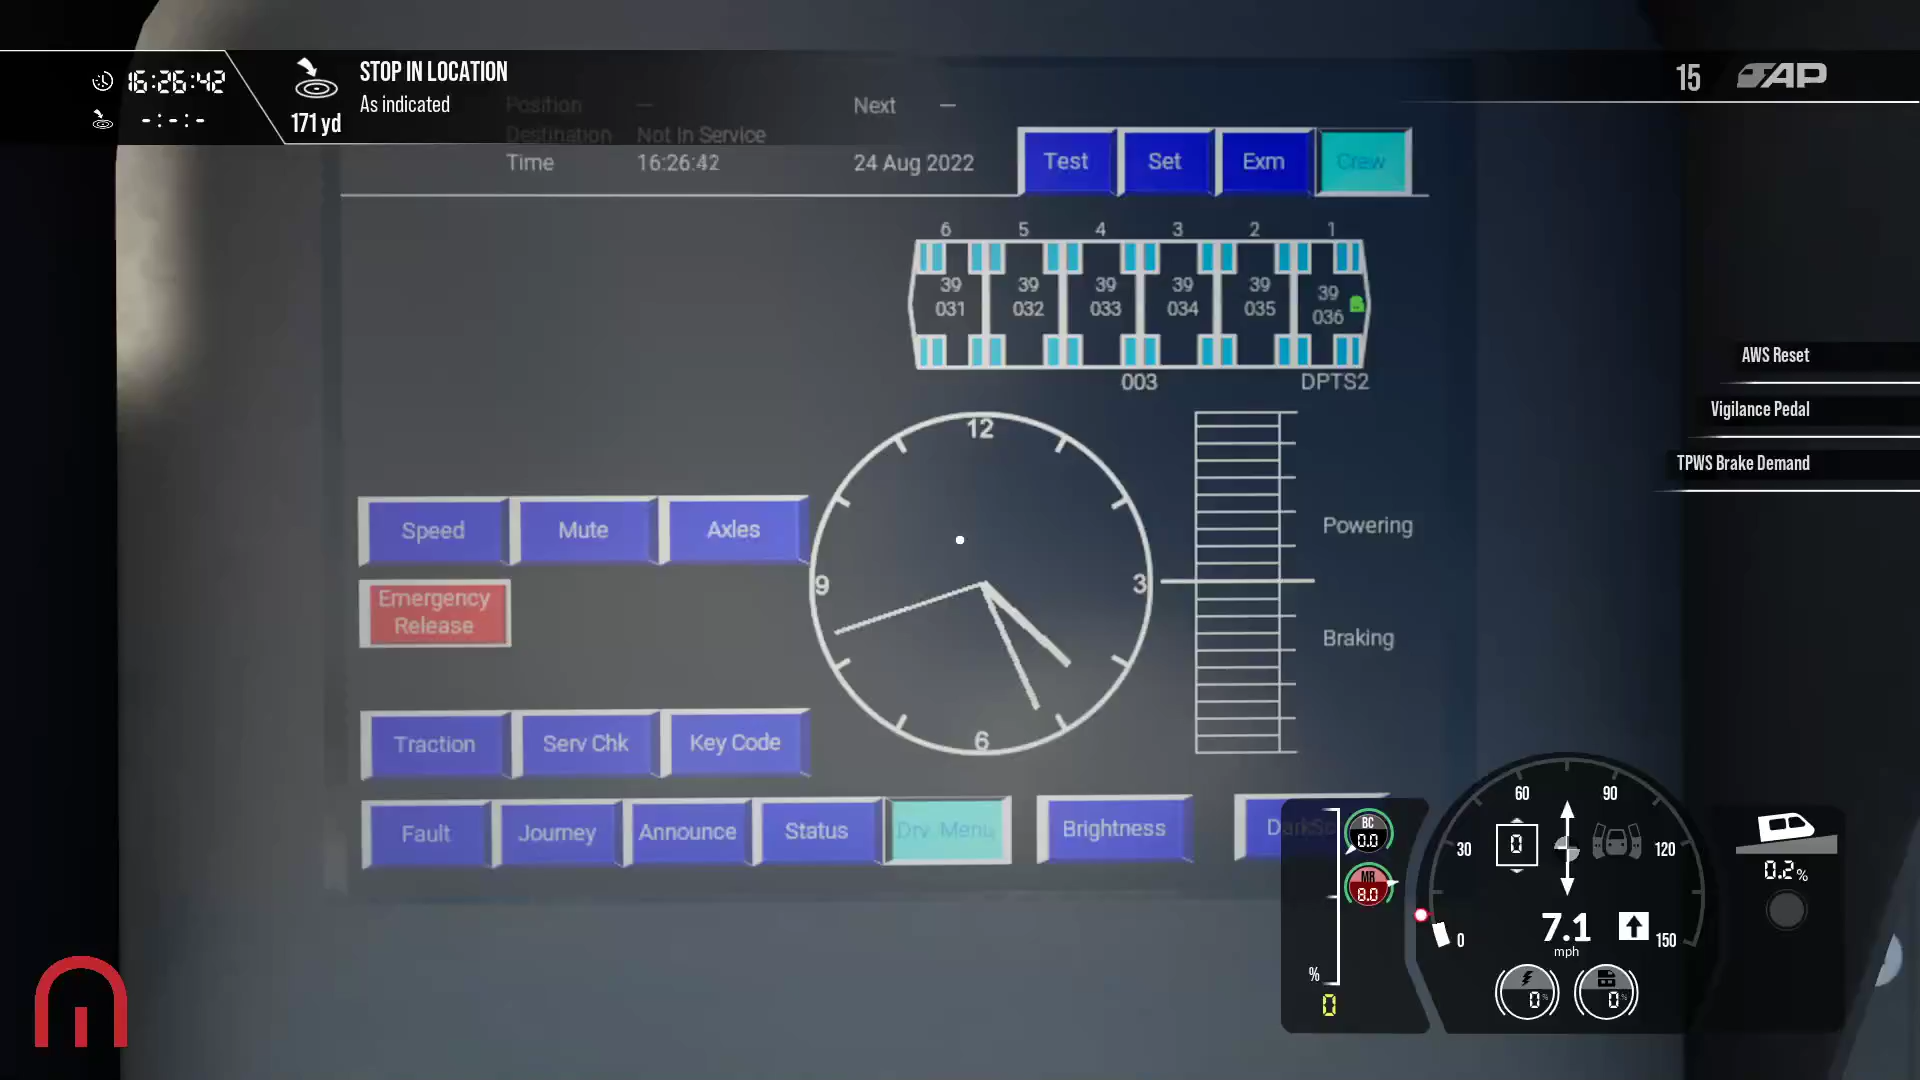 16:26:42
-:-:-
171 yd
STOP IN LOCATION
As indicated
15 AP
Position — Next —
Destination Not In Service
Time 16:26:42 24 Aug 2022
Test Set Exm Crew
6 5 4 3 2 1
39 39 39 39 39 39
031 032 033 034 035 036
003 DPTS2
AWS Reset
Vigilance Pedal
TPWS Brake Demand
12
3
6
9
Powering
Braking
Speed Mute Axles
Emergency
Release
Traction Serv Chk Key Code
Fault Journey Announce Status Drv Menu Brightness
BC
0.0
MR
8.0
%
0
0 30 60 90 120 150
0
7.1
mph
0% 0%
0.2%